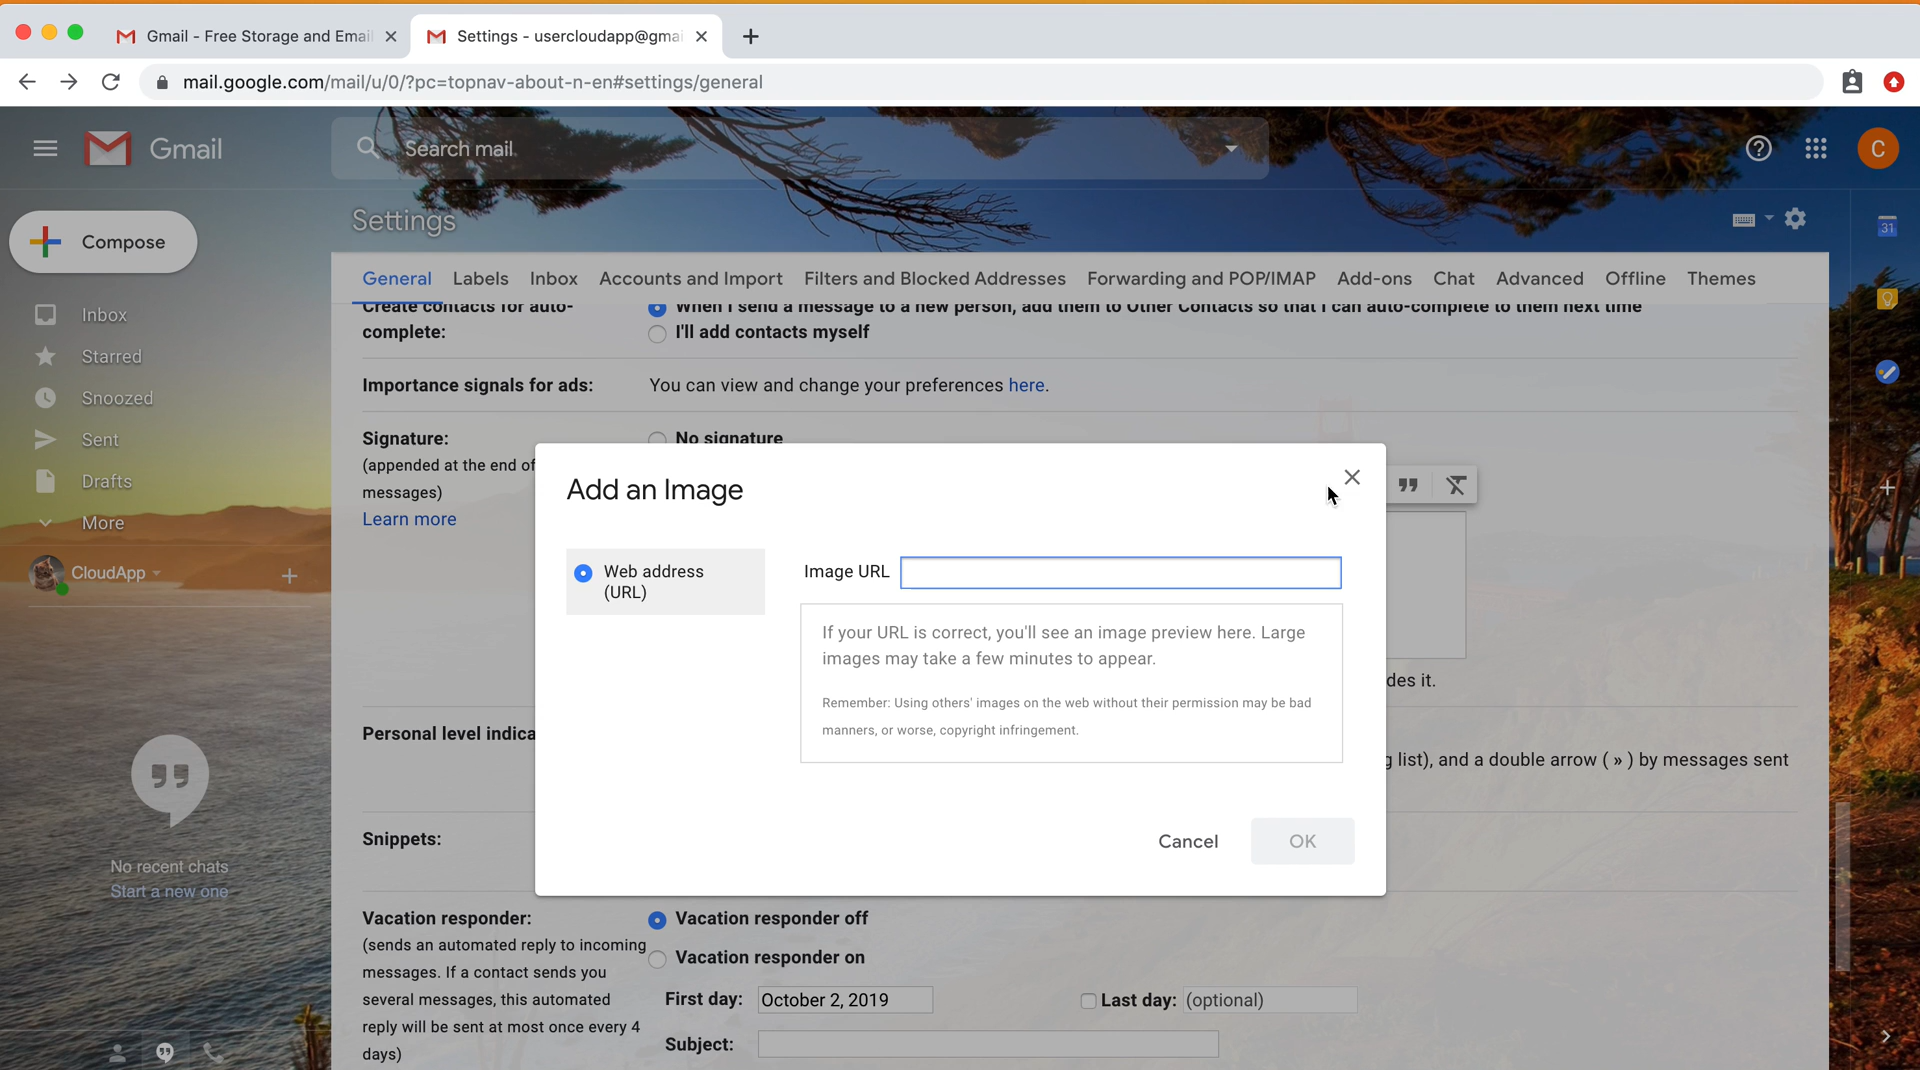 Gmail - Free Storage and Email
Settings - usercloudapp@gmai
mail.google.com/mail/u/0/?pc=topnav-about-n-en#settings/general
Gmail
Search mail
C
Settings
Compose
31
General Labels Inbox Accounts and Import Filters and Blocked Addresses Forwarding and POP/IMAP Add-ons Chat Advanced Offline Themes
Create contacts for auto-
complete:
When I send a message to a new person, add them to Other Contacts so that I can auto-complete to them next time
I'll add contacts myself
Importance signals for ads:
You can view and change your preferences here.
Signature:
(appended at the end of
messages)
Learn more
No signature
Inbox
Starred
Snoozed
Sent
Drafts
More
CloudApp
No recent chats
Start a new one
Add an Image
Web address
(URL)
Image URL
If your URL is correct, you'll see an image preview here. Large
images may take a few minutes to appear.
Remember: Using others' images on the web without their permission may be bad
manners, or worse, copyright infringement.
Cancel
OK
des it.
Personal level indica
g list), and a double arrow ( » ) by messages sent
Snippets:
Vacation responder:
(sends an automated reply to incoming
messages. If a contact sends you
several messages, this automated
reply will be sent at most once every 4
days)
Vacation responder off
Vacation responder on
First day: October 2, 2019
Last day: (optional)
Subject: